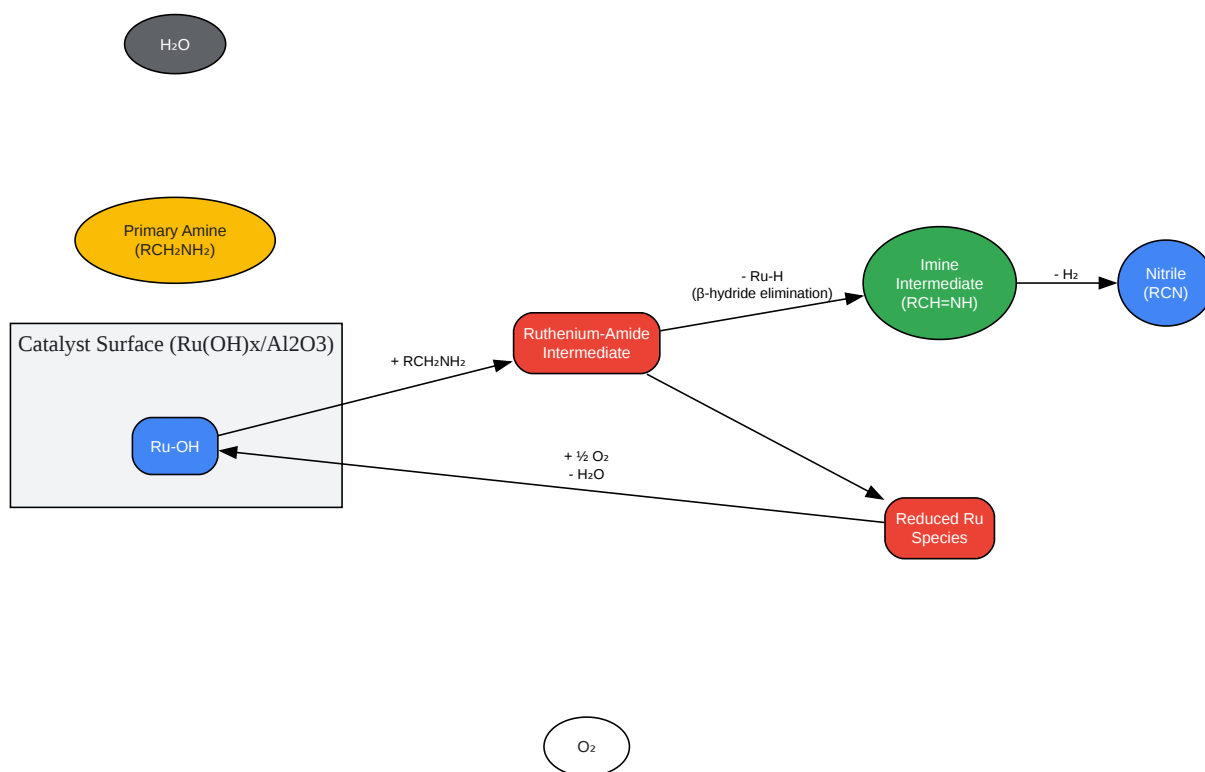 H₂O
Primary Amine
(RCH₂NH₂)
Catalyst Surface (Ru(OH)x/Al2O3)
Ru-OH
+ RCH₂NH₂
Ruthenium-Amide
Intermediate
- Ru-H
(β-hydride elimination)
Imine
Intermediate
(RCH=NH)
- H₂
Nitrile
(RCN)
+ ½ O₂
- H₂O
Reduced Ru
Species
O₂